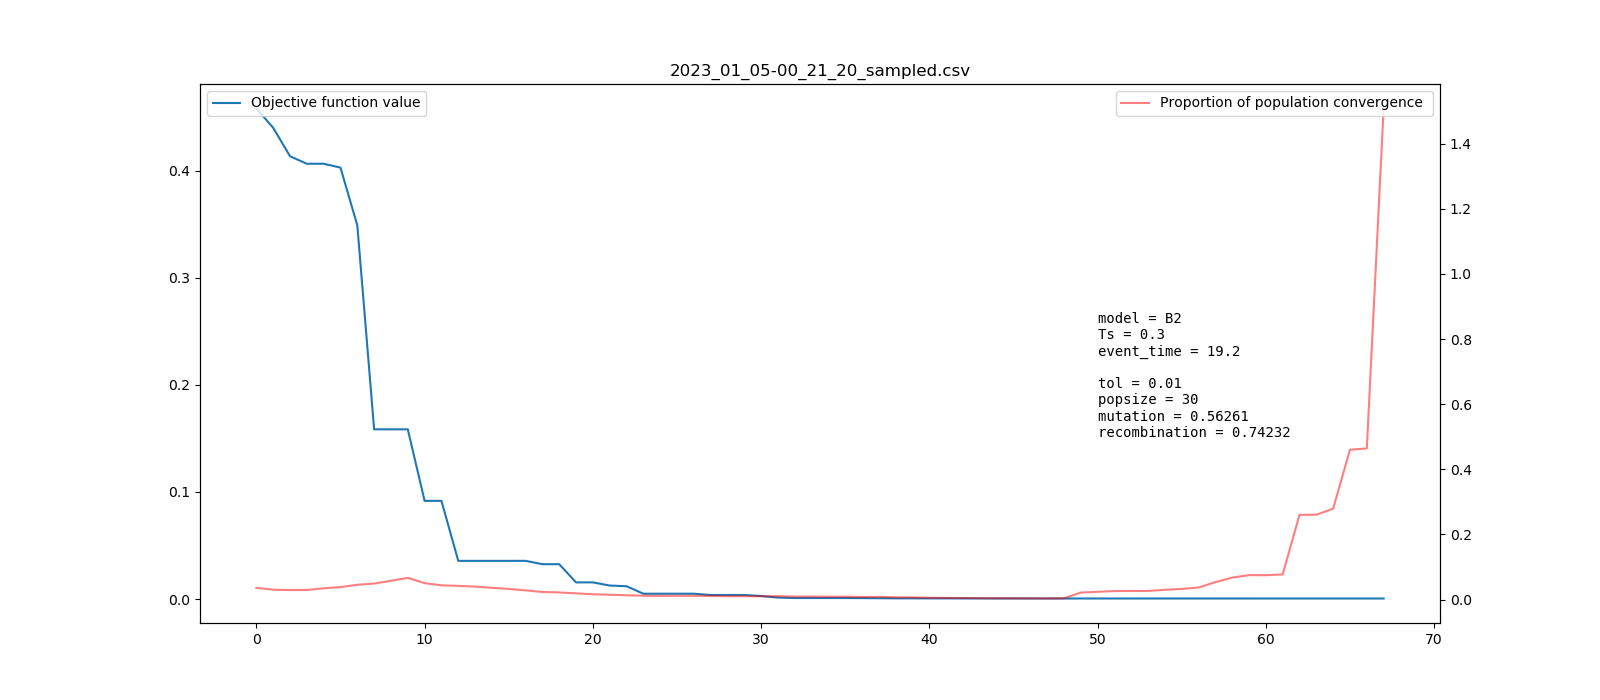 2023_01_05-00_21_20_sampled.csv
Objective function value
Proportion of population convergence
0.4
0.3
0.2
0.1
0.0
1.4
1.2
1.0
0.8
0.6
0.4
0.2
0.0
model = B2
Ts = 0.3
event_time = 19.2
tol = 0.01
popsize = 30
mutation = 0.56261
recombination = 0.74232
0 10 20 30 40 50 60 70